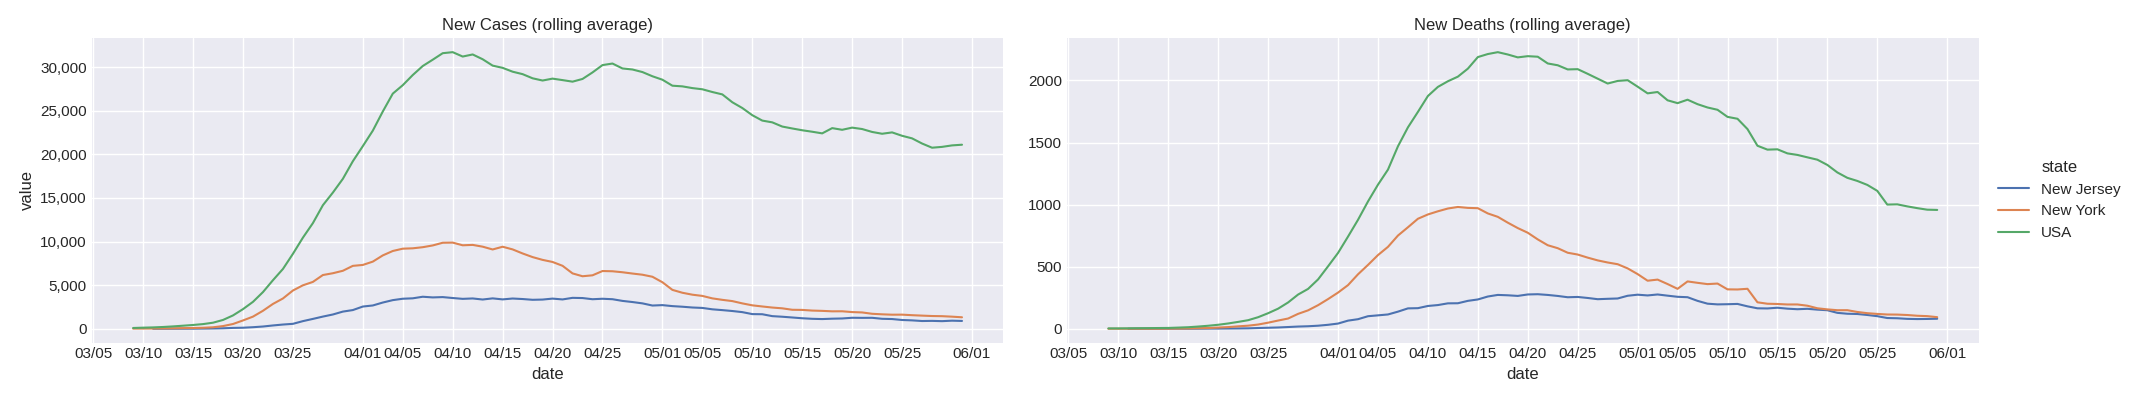 New Cases (rolling average)
value
30,000
25,000
20,000
15,000
10,000
5,000
0
03/05 03/10 03/15 03/20 03/25 04/01 04/05 04/10 04/15 04/20 04/25 05/01 05/05 05/10 05/15 05/20 05/25 06/01
date
New Deaths (rolling average)
2000
1500
1000
500
0
03/05 03/10 03/15 03/20 03/25 04/01 04/05 04/10 04/15 04/20 04/25 05/01 05/05 05/10 05/15 05/20 05/25 06/01
date
state
New Jersey
New York
USA